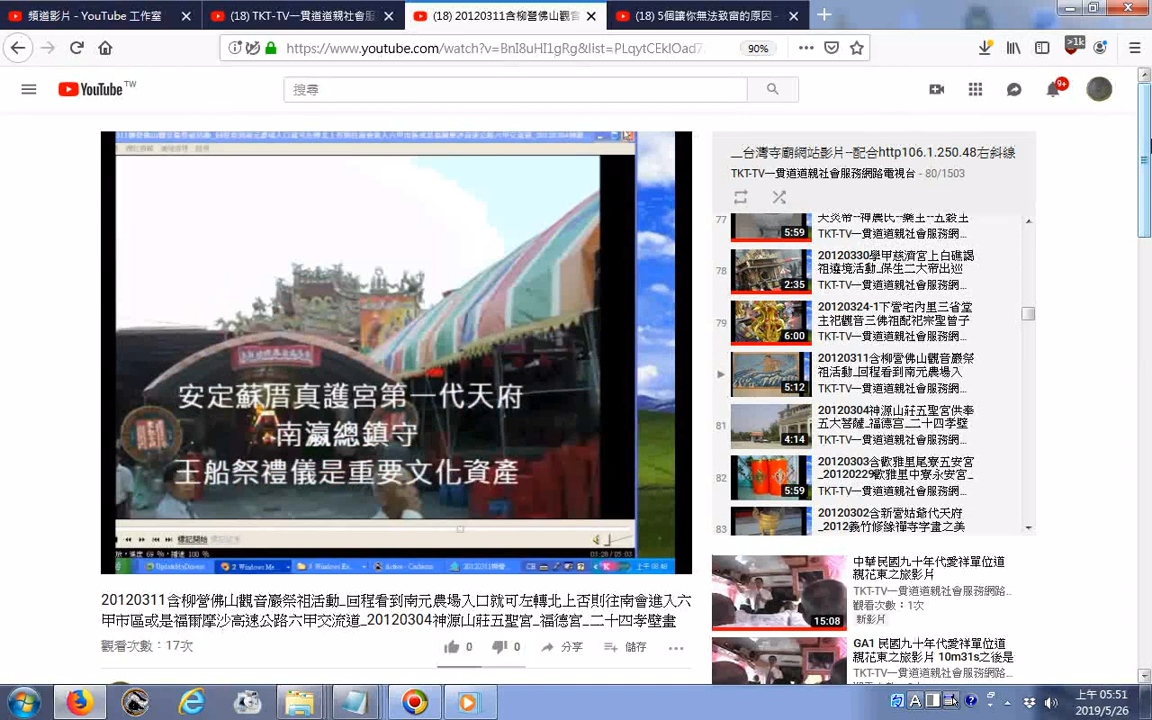 頻道影片 - YouTube 工作室
(18) TKT-TV一貫道道親社會服
(18) 20120311含柳營佛山觀音
(18) 5個讓你無法致富的原因 -
https://www.youtube.com/watch?v=BnI8uHI1gRg&list=PLqytCEkIOad7.
90%
YouTube TW
搜尋
9+
安定蘇厝真護宮第一代天府
南瀛總鎮守
王船祭禮儀是重要文化資產
標記開始
上午 08:48
20120311含柳營佛山觀音巖祭祖活動_回程看到南元農場入口就可左轉北上否則往南會進入六
甲市區或是福爾摩沙高速公路六甲交流道_20120304神源山莊五聖宮_福德宮_二十四孝壁畫
觀看次數：17次
0
0
分享
儲存
__台灣寺廟網站影片--配合http106.1.250.48右斜線
TKT-TV一貫道道親社會服務網路電視台 - 80/1503
77
5:59
TKT-TV一貫道道親社會服務網...
78
2:35
20120330學甲慈濟宮上白礁謁
祖遶境活動_保生二大帝出巡
TKT-TV一貫道道親社會服務網...
79
6:00
20120324-1下營宅內里三省堂
主祀觀音三佛祖配祀宗聖曾子
TKT-TV一貫道道親社會服務網...
5:12
20120311含柳營佛山觀音巖祭
祖活動_回程看到南元農場入
TKT-TV一貫道道親社會服務網...
81
4:14
20120304神源山莊五聖宮供奉
五大菩薩_福德宮_二十四孝壁
TKT-TV一貫道道親社會服務網...
82
5:59
20120303含歡雅里尾寮五安宮
_20120229歡雅里中寮永安宮_
TKT-TV一貫道道親社會服務網...
83
20120302含新營姑爺代天府
_2012義竹修緣禪寺字畫之美
15:08
中華民國九十年代愛祥單位道
親花東之旅影片
TKT-TV一貫道道親社會服務網...
觀看次數：1次
新影片
GA1 民國九十年代愛祥單位道
親花東之旅影片 10m31s之後是
TKT-TV一貫道道親社會服務網...
上午 05:51
2019/5/26